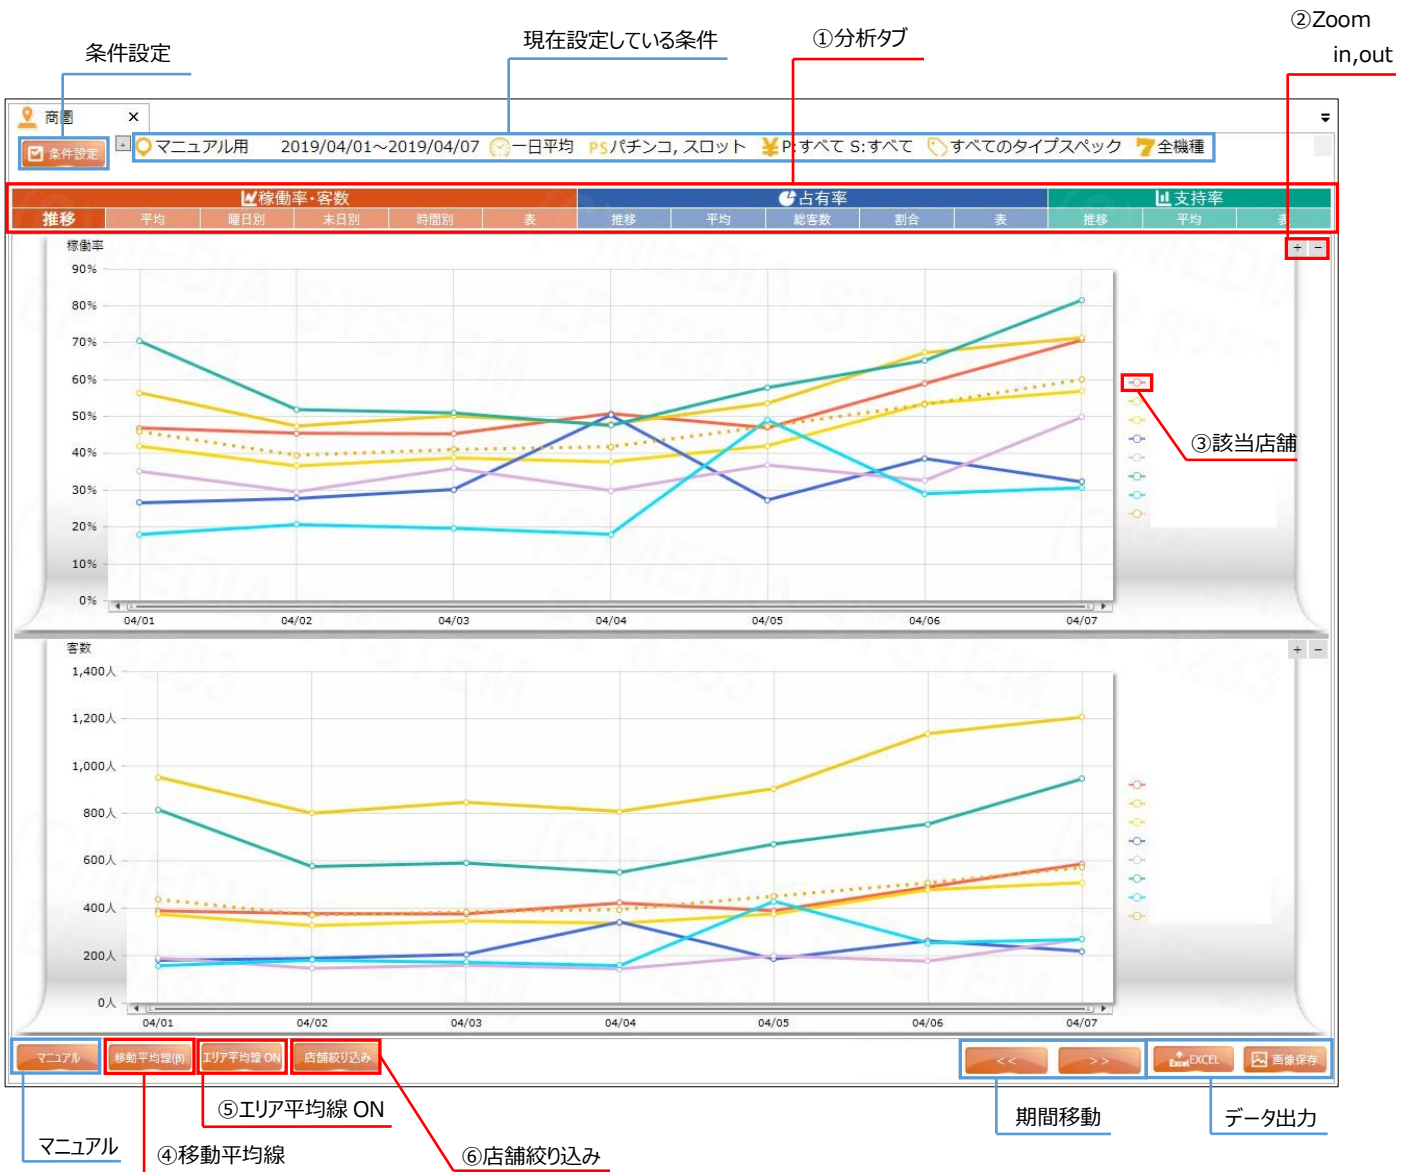 ②Zoom
in,out
条件設定
現在設定している条件
①分析タブ
商圏 ×
条件設定
マニュアル用 2019/04/01～2019/04/07 一日平均 PSパチンコ, スロット P:すべて S:すべて すべてのタイプスペック 7全機種
稼働率・客数 占有率 支持率
推移 平均 曜日別 末日別 時間別 表 推移 平均 総客数 割合 表 推移 平均 表
稼働率
+ -
90%
80%
70%
60%
50%
40%
30%
20%
10%
0%
04/01 04/02 04/03 04/04 04/05 04/06 04/07
③該当店舗
客数
+ -
1,400人
1,200人
1,000人
800人
600人
400人
200人
0人
04/01 04/02 04/03 04/04 04/05 04/06 04/07
マニュアル 移動平均線(β) エリア平均線 ON 店舗絞り込み << >> Excel EXCEL 画像保存
⑤エリア平均線 ON
期間移動
データ出力
マニュアル
④移動平均線
⑥店舗絞り込み
(C)MEDIA SYSTEM
EP 8283